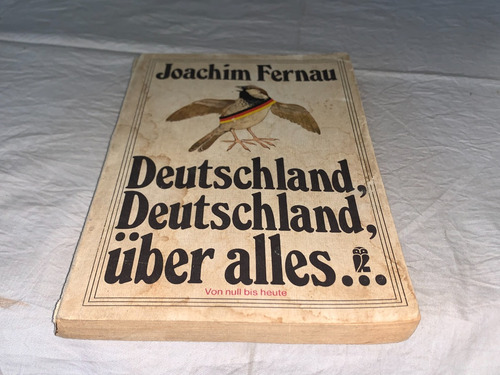 Joachim Fernau
Deutschland,
Deutschland,
über alles...
Von null bis heute